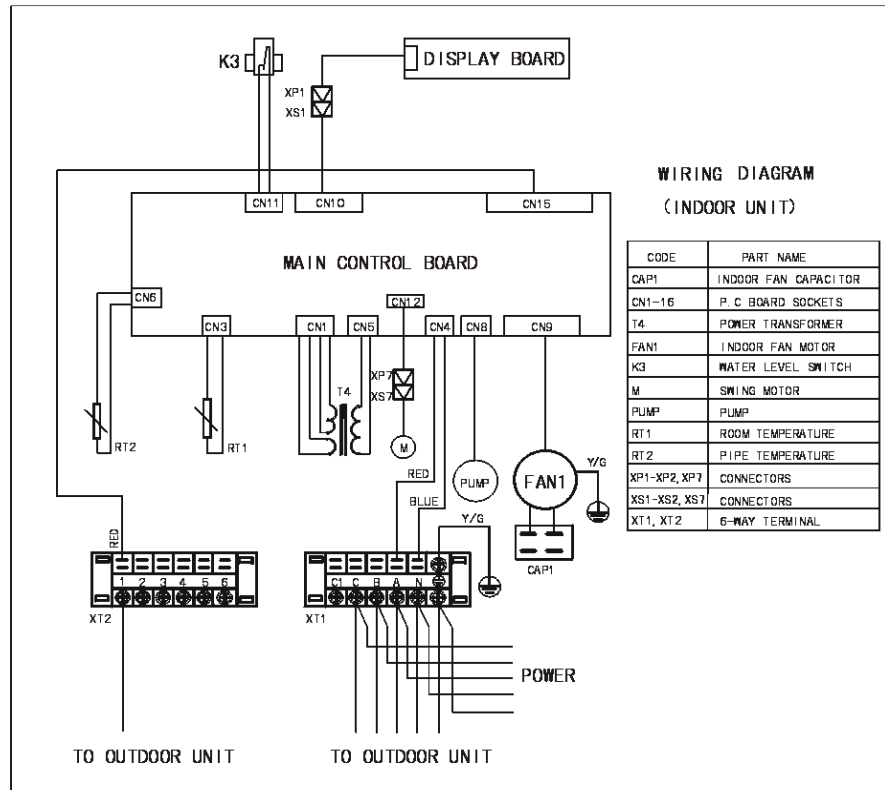 K3
DISPLAY BOARD
XP1
XS1
WIRING DIAGRAM
(INDOOR UNIT)
CN11
CN10
CN15
MAIN CONTROL BOARD
CN6
CN12
CN3
CN1
CN5
CN4
CN8
CN9
CODE PART NAME
CAP1 INDOOR FAN CAPACITOR
CN1-16 P.C BOARD SOCKETS
T4 POWER TRANSFORMER
FAN1 INDOOR FAN MOTOR
K3 WATER LEVEL SWITCH
M SWING MOTOR
PUMP PUMP
RT1 ROOM TEMPERATURE
RT2 PIPE TEMPERATURE
XP1-XP2, XP7 CONNECTORS
XS1-XS2, XS7 CONNECTORS
XT1, XT2 6-WAY TERMINAL
XP7
XS7
T4
RT2
RT1
M
RED
PUMP
FAN1
Y/G
BLUE
Y/G
CAP1
RED
1 2 3 4 5 6
XT2
C1 C B A N
XT1
POWER
TO OUTDOOR UNIT
TO OUTDOOR UNIT